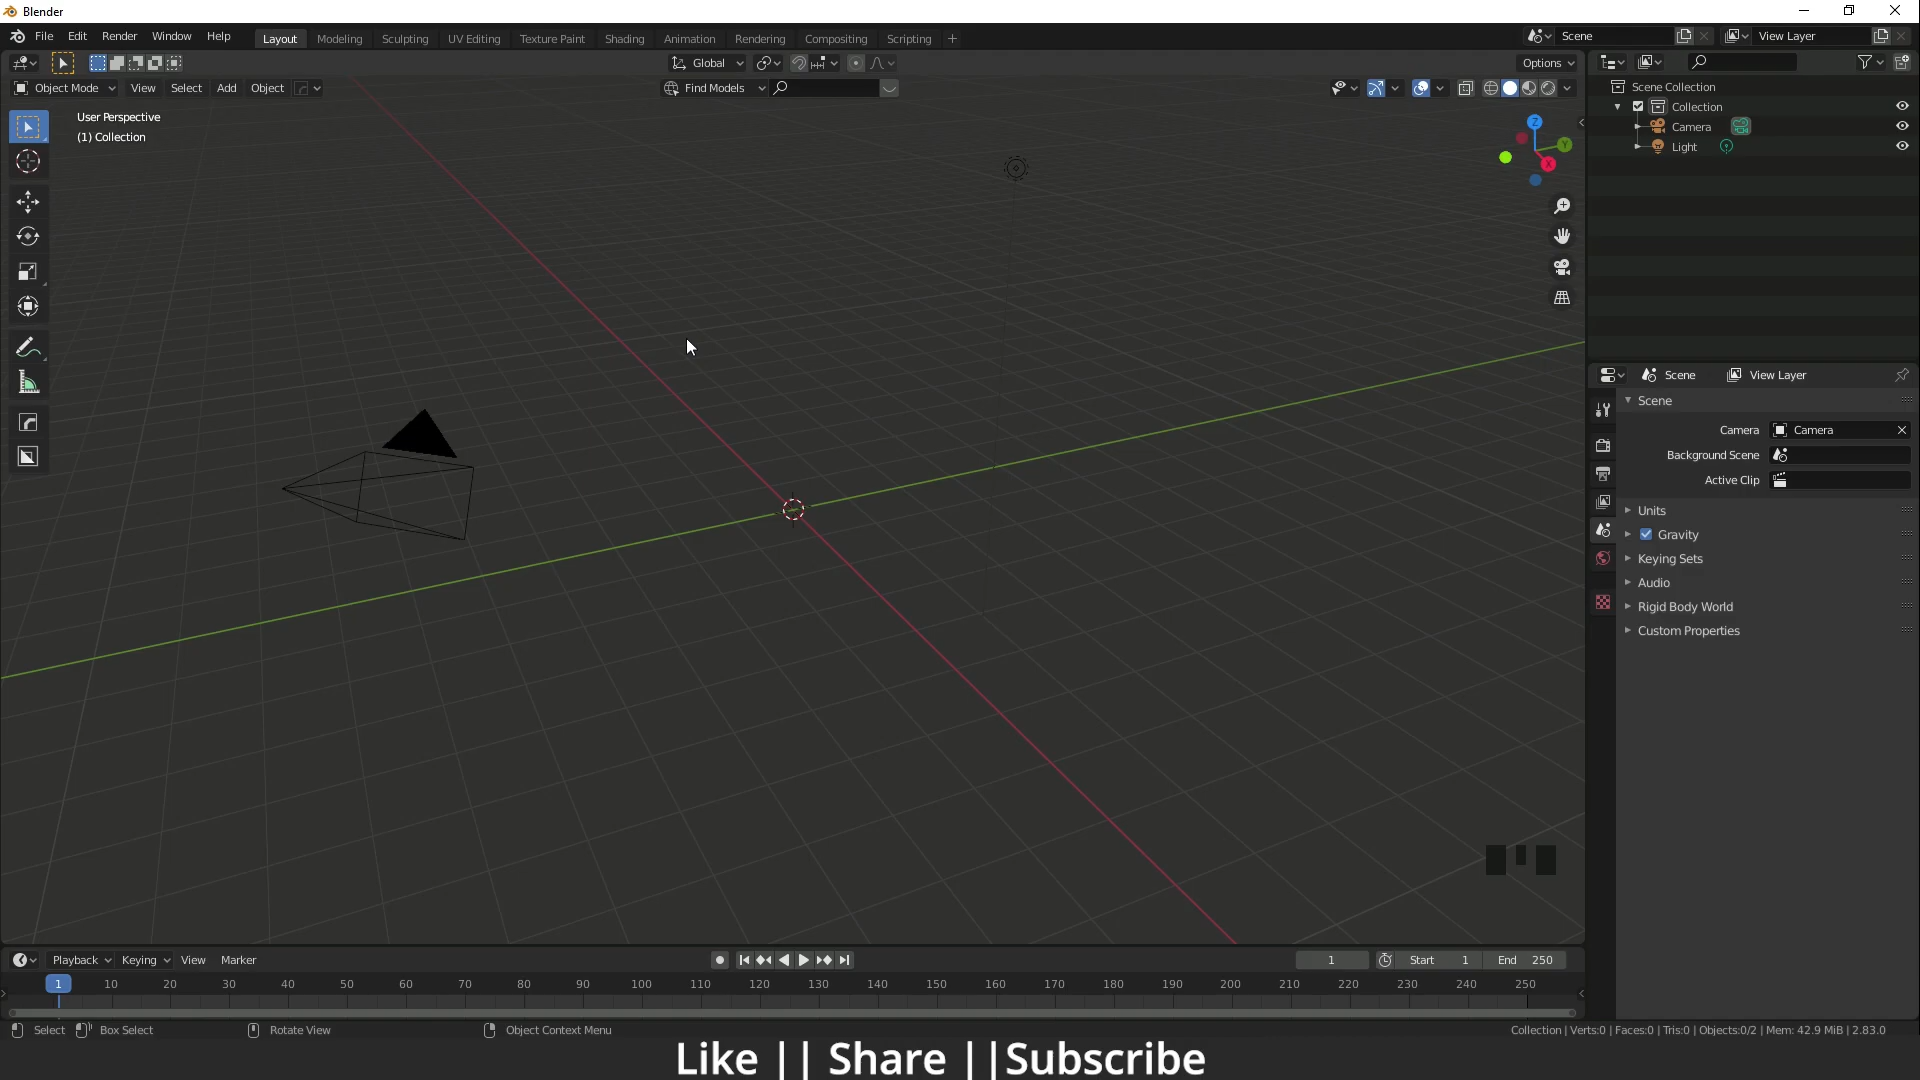 Blender
File Edit Render Window Help Layout Modeling Sculpting UV Editing Texture Paint Shading Animation Rendering Compositing Scripting + Scene View Layer
Global Options
Object Mode View Select Add Object Find Models
User Perspective
(1) Collection
Z
Y
X
Scene Collection
Collection
Camera
Light
Scene View Layer
Scene
Camera Camera
Background Scene
Active Clip
Units
Gravity
Keying Sets
Audio
Rigid Body World
Custom Properties
Playback Keying View Marker 1 Start 1 End 250
1 10 20 30 40 50 60 70 80 90 100 110 120 130 140 150 160 170 180 190 200 210 220 230 240 250
Select Box Select Rotate View Object Context Menu Collection | Verts:0 | Faces:0 | Tris:0 | Objects:0/2 | Mem: 42.9 MiB | 2.83.0
Like || Share ||Subscribe